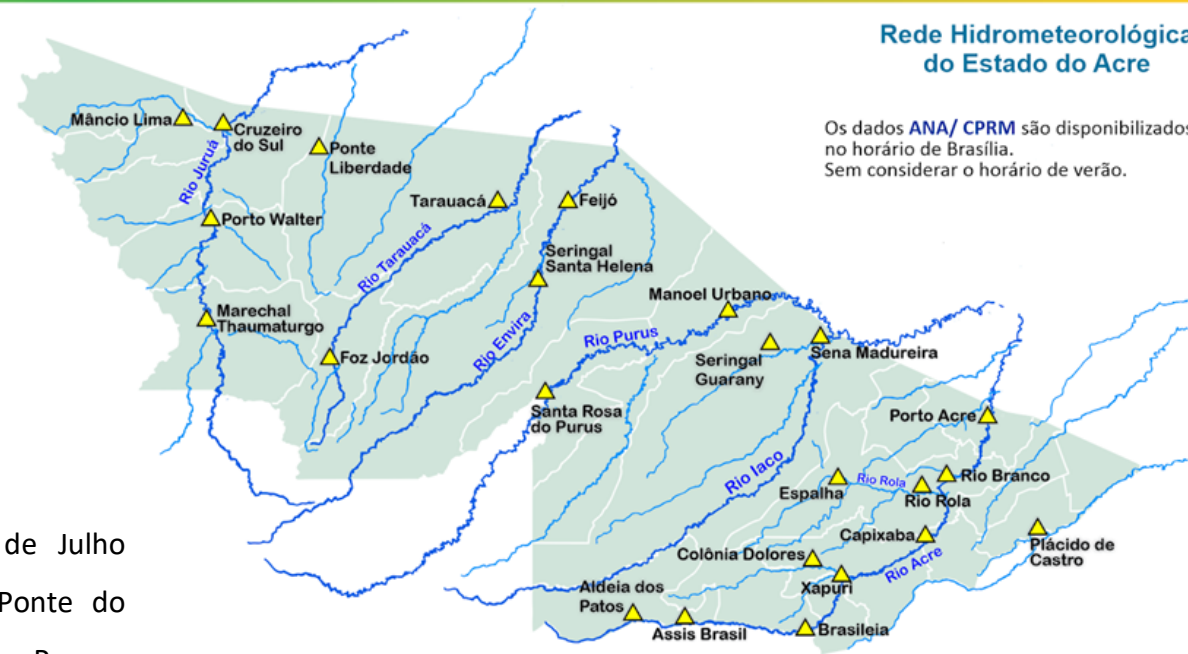 Rede Hidrometeorológica
do Estado do Acre
Os dados ANA/ CPRM são disponibilizados
no horário de Brasília.
Sem considerar o horário de verão.
Mâncio Lima
Cruzeiro
do Sul
Ponte
Liberdade
Rio Juruá
Tarauacá
Feijó
Porto Walter
Rio Tarauacá
Seringal
Santa Helena
Manoel Urbano
Marechal
Thaumaturgo
Rio Envira
Rio Purus
Foz Jordão
Seringal
Guarany
Sena Madureira
Santa Rosa
do Purus
Porto Acre
Rio Iaco
Espalha
Rio Rola
Rio Rola
Rio Branco
Capixaba
Plácido de
Castro
Colônia Dolores
Rio Acre
Xapuri
Aldeia dos
Patos
Assis Brasil
Brasileia
de Julho
Ponte do